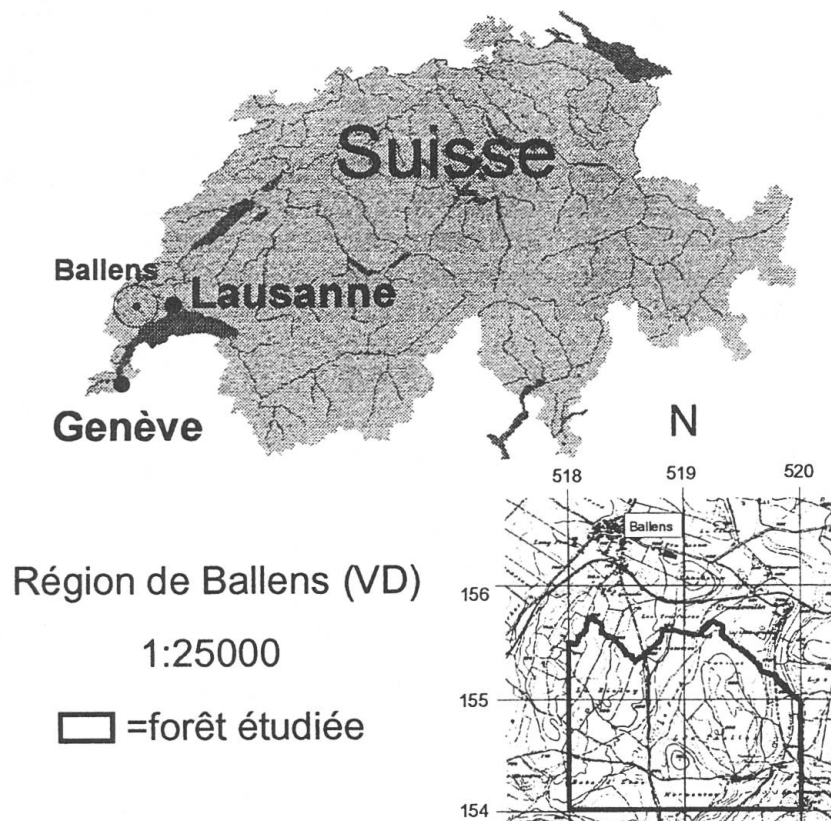 Suisse
Ballens
Lausanne
Genève
N
518 519 520
Ballens
Région de Ballens (VD)
156
1:25000
155
=forêt étudiée
154